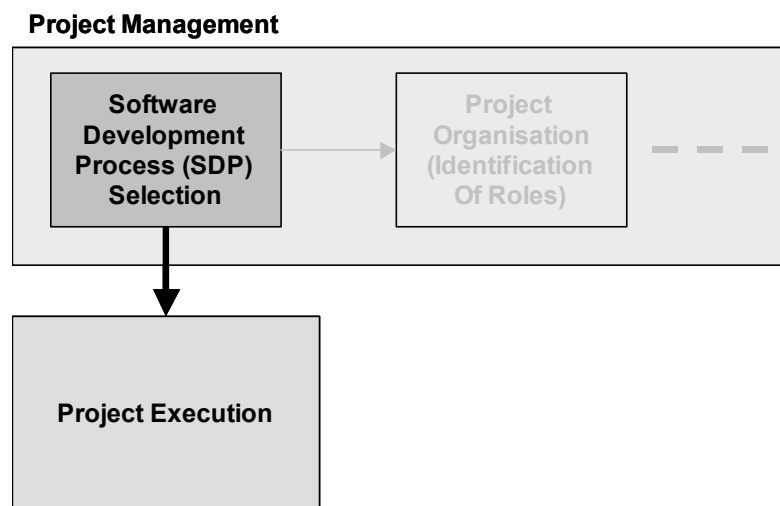 Project Management
Software
Development
Process (SDP)
Selection
Project
Organisation
(Identification
Of Roles)
Project Execution